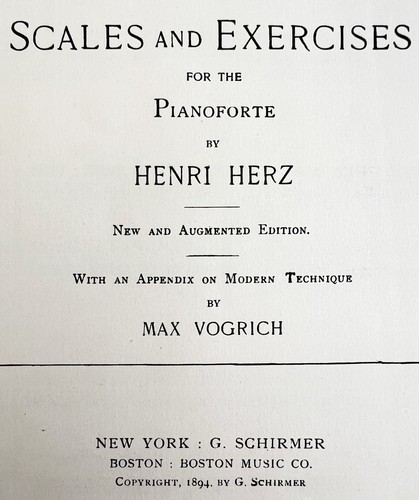 SCALES AND EXERCISES
FOR THE
PIANOFORTE
BY
HENRI HERZ
NEW AND AUGMENTED EDITION.
WITH AN APPENDIX ON MODERN TECHNIQUE
BY
MAX VOGRICH
NEW YORK : G. SCHIRMER
BOSTON : BOSTON MUSIC CO.
COPYRIGHT, 1894, BY G. SCHIRMER